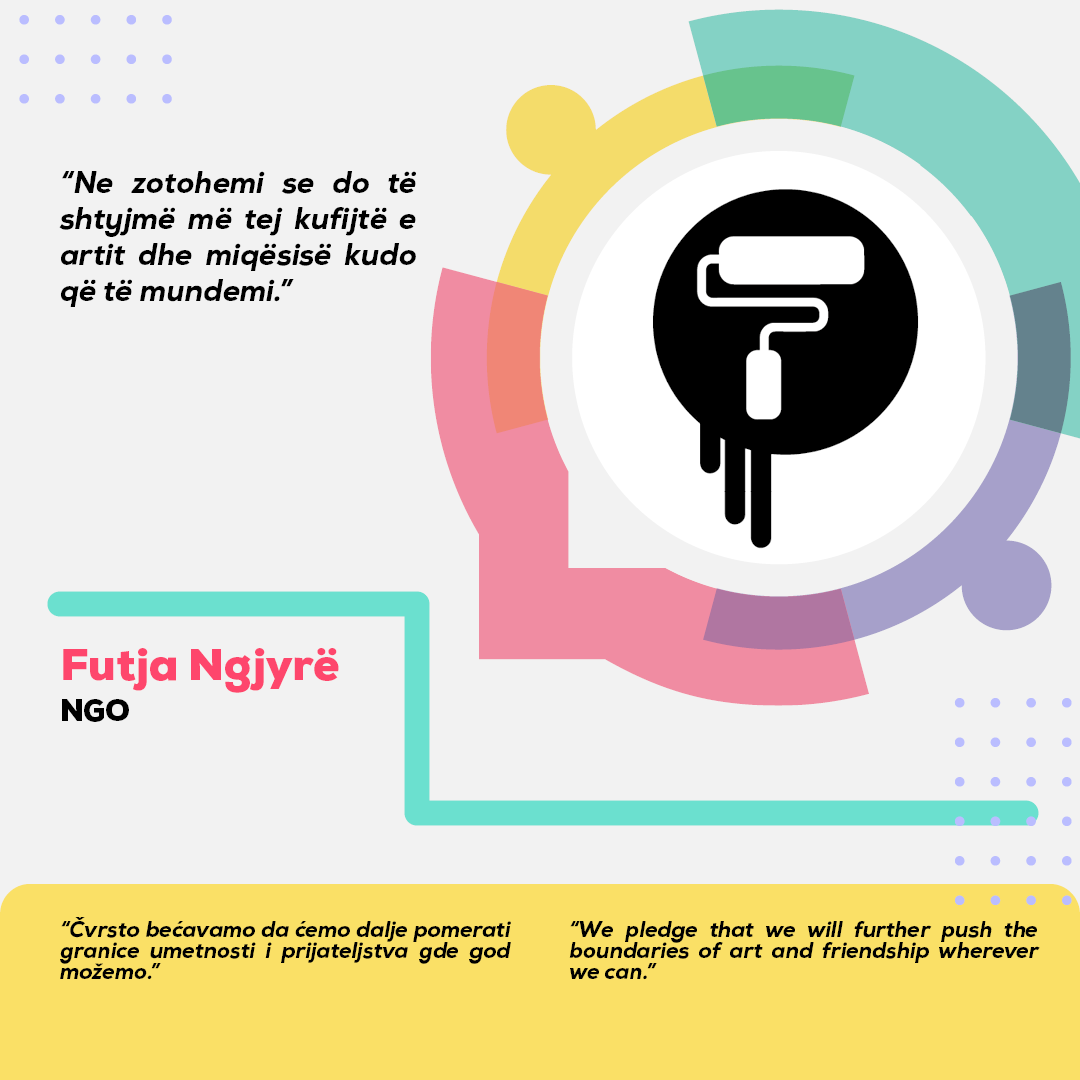 “Ne zotohemi se do të
shtyjmë më tej kufijtë e
artit dhe miqësisë kudo
që të mundemi.”
Futja Ngjyrë
NGO
“Čvrsto bećavamo da ćemo dalje pomerati
granice umetnosti i prijateljstva gde god
možemo.”
“We pledge that we will further push the
boundaries of art and friendship wherever
we can.”